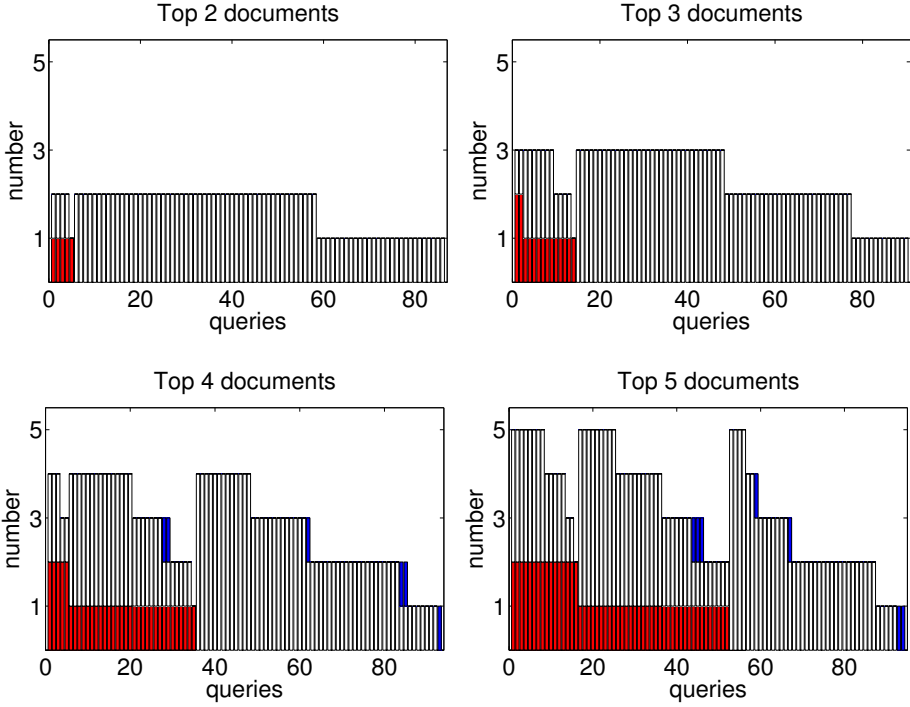 Top 2 documents
5
3
1
number
0 20 40 60 80
queries
Top 3 documents
5
3
1
number
0 20 40 60 80
queries
Top 4 documents
5
3
1
number
0 20 40 60 80
queries
Top 5 documents
5
3
1
number
0 20 40 60 80
queries